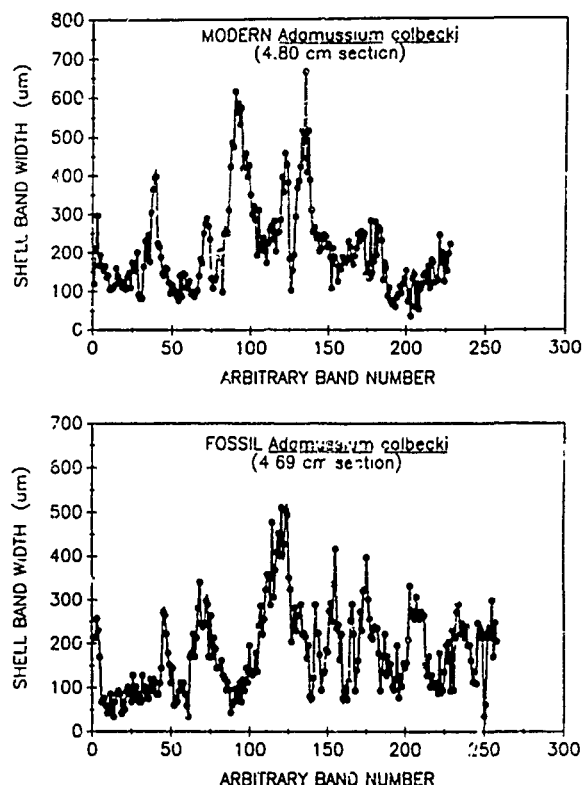 MODERN Adamussium colbecki
(4.80 cm section)
SHELL BAND WIDTH (um)
800
700
600
500
400
300
200
100
0
0 50 100 150 200 250 300
ARBITRARY BAND NUMBER
FOSSIL Adamussium colbecki
(4.69 cm section)
SHELL BAND WIDTH (um)
700
600
500
400
300
200
100
0
0 50 100 150 200 250 300
ARBITRARY BAND NUMBER